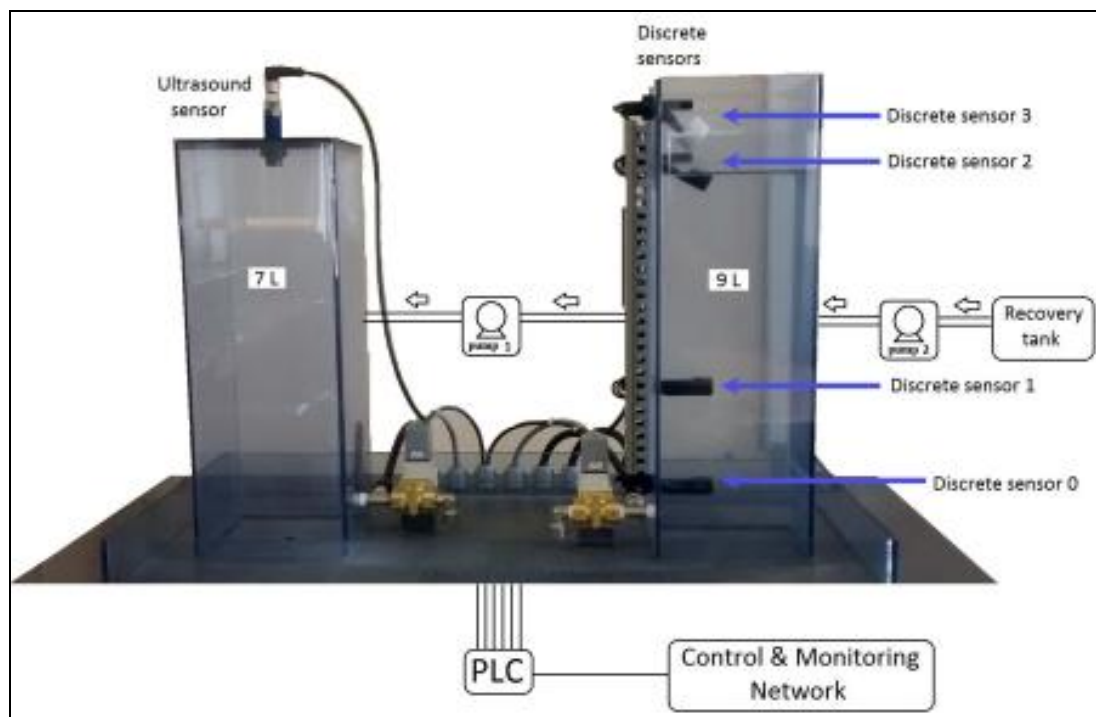 Discrete
sensors
Ultrasound
sensor
Discrete sensor 3
Discrete sensor 2
7 L
9 L
pump 1
pump 2
Recovery
tank
Discrete sensor 1
Discrete sensor 0
PLC
Control & Monitoring
Network